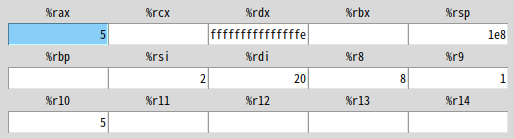 %rax %rcx %rdx %rbx %rsp
5 fffffffffffffffe 1e8
%rbp %rsi %rdi %r8 %r9
2 20 8 1
%r10 %r11 %r12 %r13 %r14
5